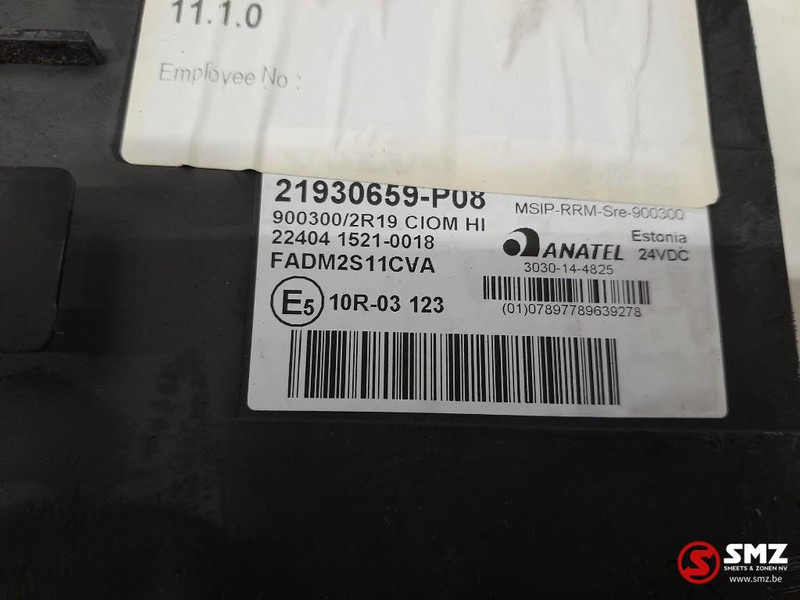 11.1.0
Employee No :
21930659-P08
900300/2R19 CIOM HI
22404 1521-0018
FADM2S11CVA
E5 10R-03 123
MSIP-RRM-Sre-900300
Estonia
ANATEL 24VDC
3030-14-4825
(01)07897789639278
SMZ
SMEETS & ZONEN NV
www.smz.be